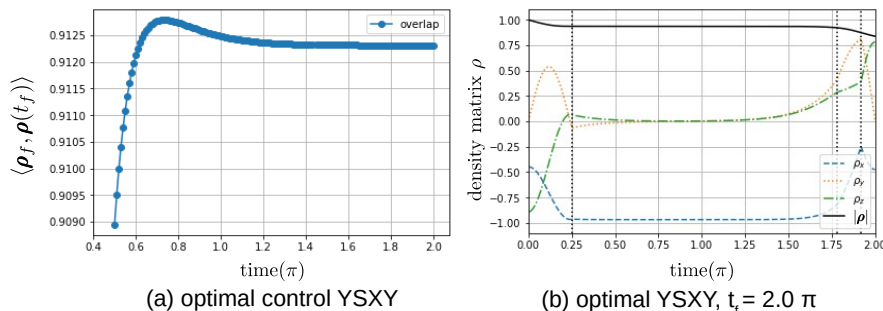 overlap
⟨ρ_f, ρ(t_f)⟩
0.9125
0.9120
0.9115
0.9110
0.9105
0.9100
0.9095
0.9090
0.4 0.6 0.8 1.0 1.2 1.4 1.6 1.8 2.0
time(π)
(a) optimal control YSXY
density matrix ρ
1.00
0.75
0.50
0.25
0.00
−0.25
−0.50
−0.75
−1.00
ρ_x
ρ_y
ρ_z
|ρ|
0.00 0.25 0.50 0.75 1.00 1.25 1.50 1.75 2.00
time(π)
(b) optimal YSXY, t_f = 2.0 π